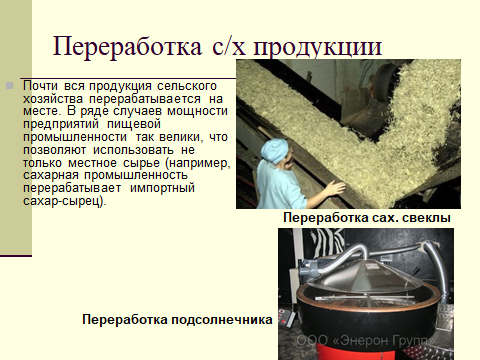 Переработка с/х продукции
Почти вся продукция сельского
хозяйства перерабатывается на
месте. В ряде случаев мощности
предприятий пищевой
промышленности так велики, что
позволяют использовать не
только местное сырье (например,
сахарная промышленность
перерабатывает импортный
сахар-сырец).
Переработка сах. свеклы
Переработка подсолнечника
ООО «Энерон Групп»